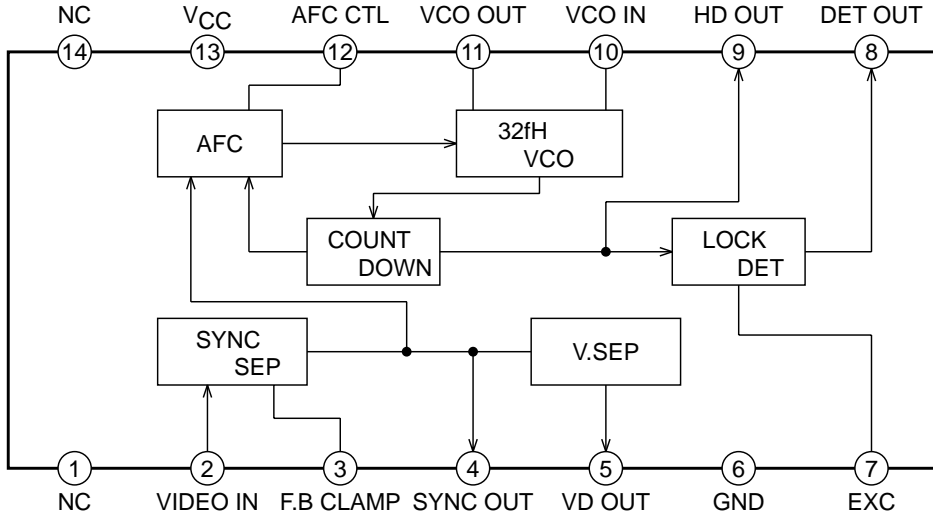 NC VCC AFC CTL VCO OUT VCO IN HD OUT DET OUT
14 13 12 11 10 9 8
AFC
32fH
VCO
COUNT
DOWN
LOCK
DET
SYNC
SEP
V.SEP
1 2 3 4 5 6 7
NC VIDEO IN F.B CLAMP SYNC OUT VD OUT GND EXC